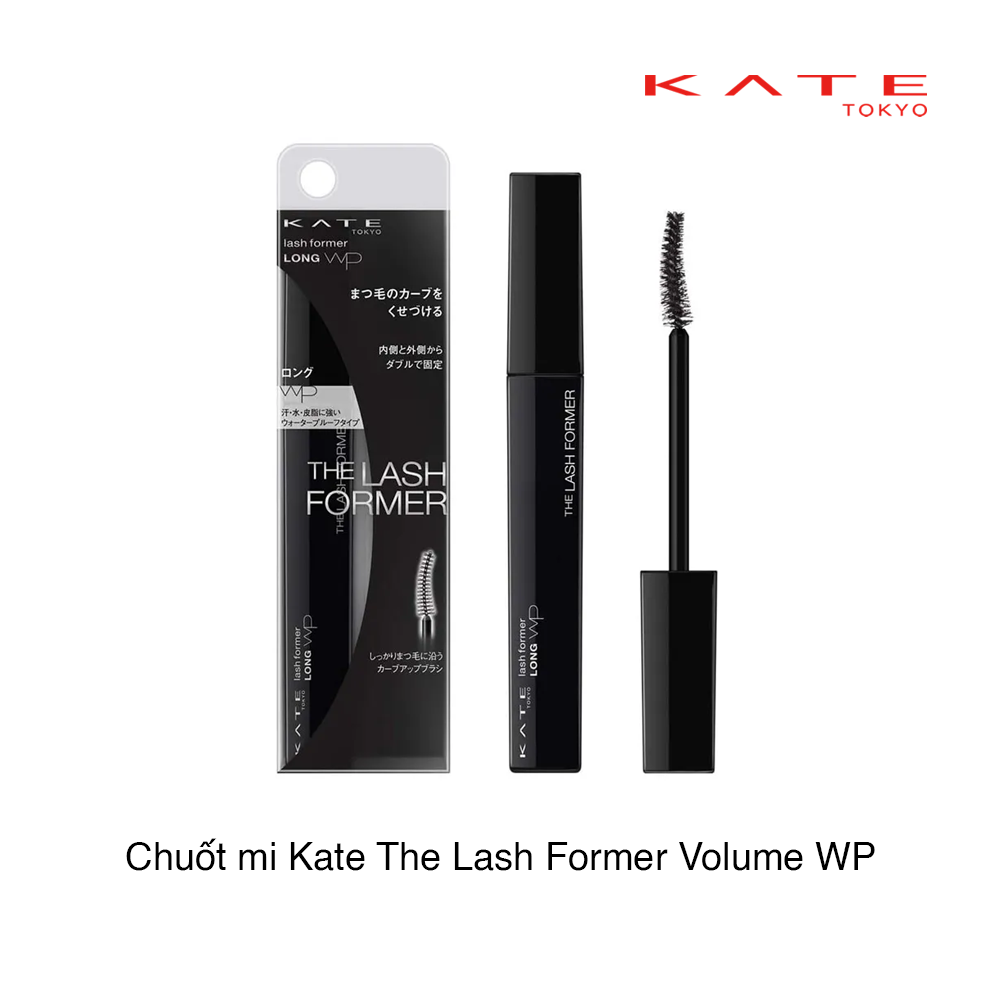 KATE
TOKYO
KATE
TOKYO
lash former
LONG WP
まつ毛のカーブを
くせづける
内側と外側から
ダブルで固定
ロング
WP
汗・水・皮脂に強い
ウォータープルーフタイプ
THE LASH
FORMER
THE LASH FORMER
しっかりまつ毛に沿う
カーブアップブラシ
KATE
TOKYO
lash former
LONG WP
THE LASH FORMER
KATE
TOKYO
lash former
LONG WP
Chuốt mi Kate The Lash Former Volume WP